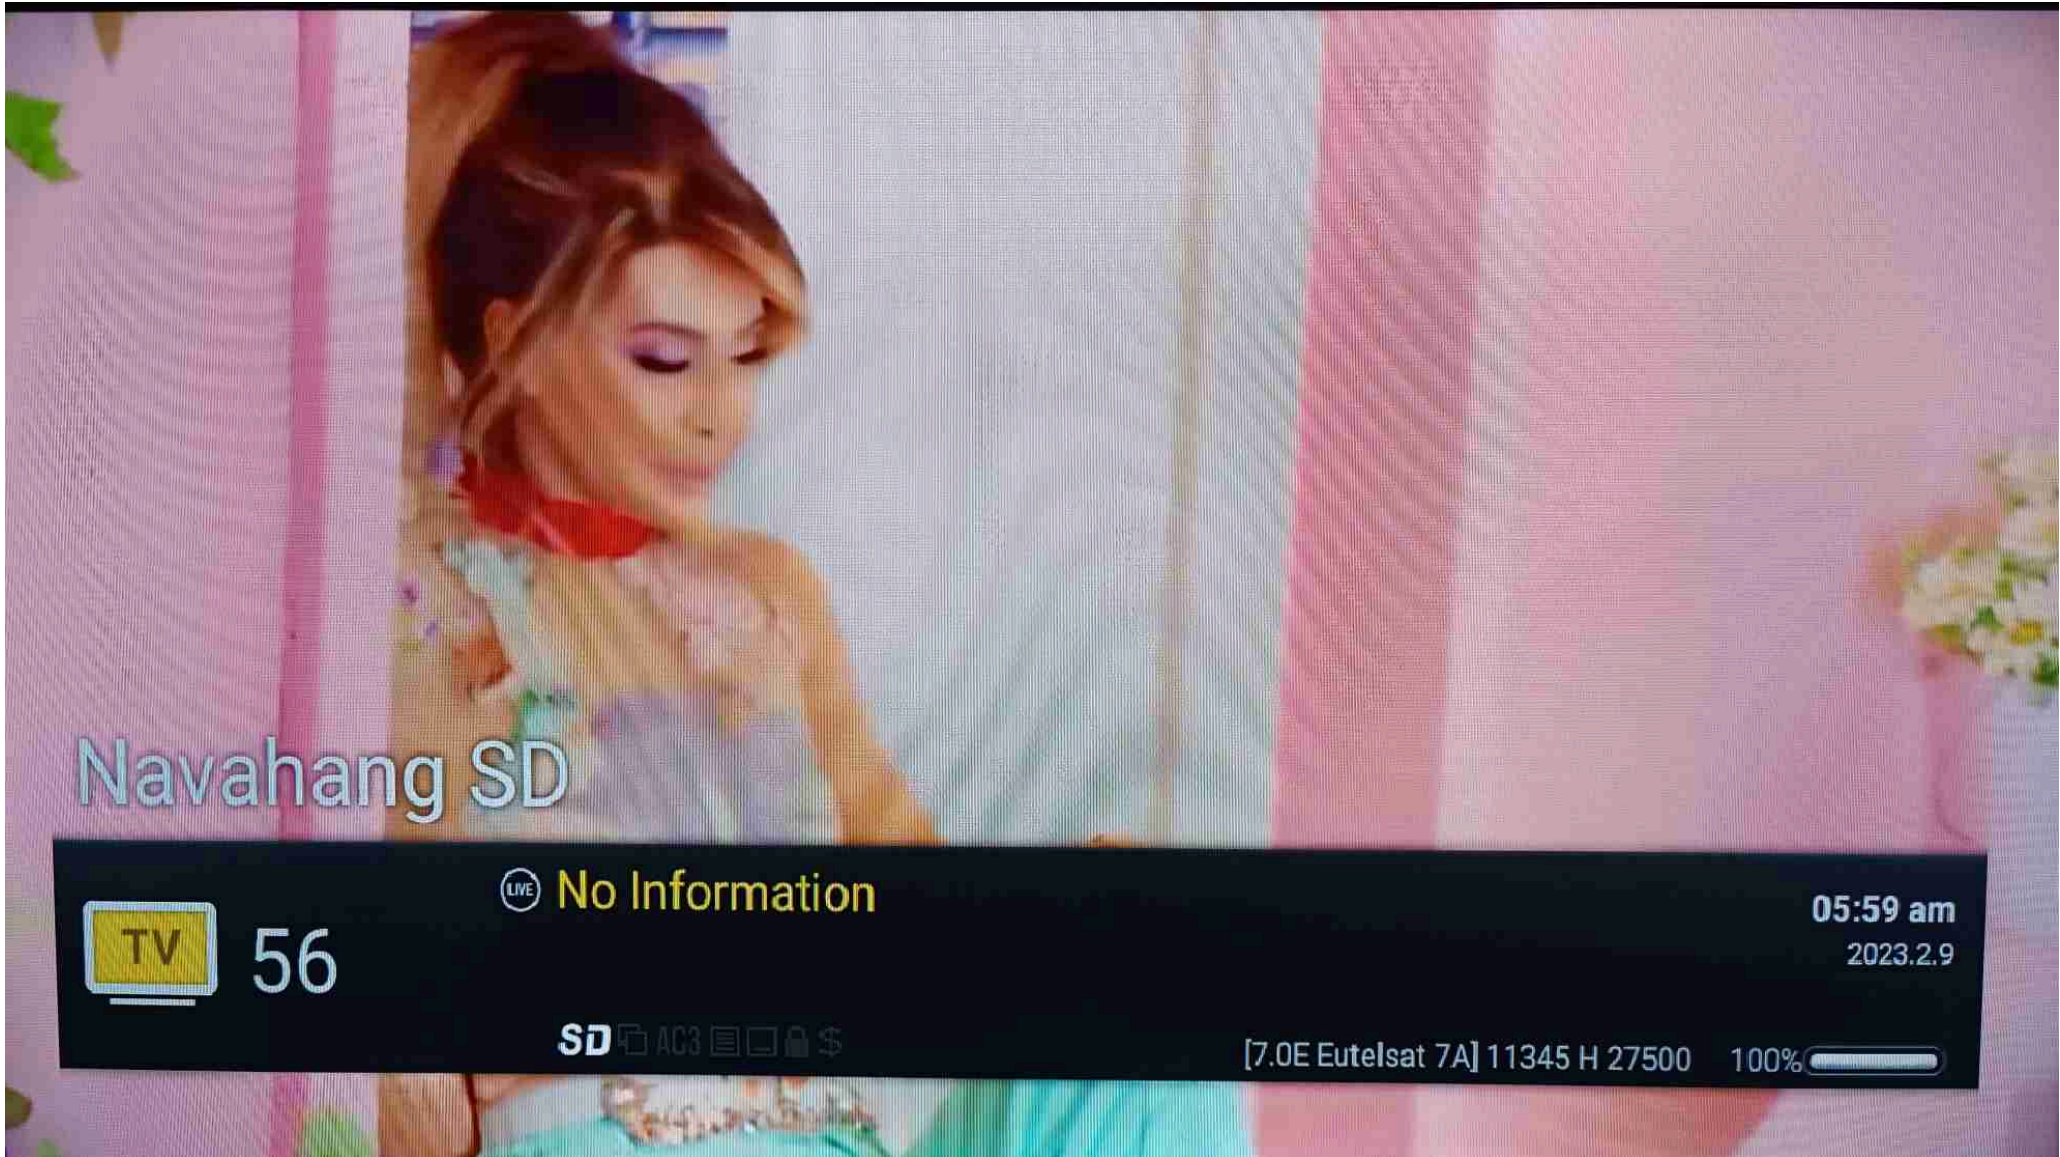 Navahang SD
LIVE No Information
TV 56
05:59 am
2023.2.9
SD AC3 $
[7.0E Eutelsat 7A] 11345 H 27500 100%